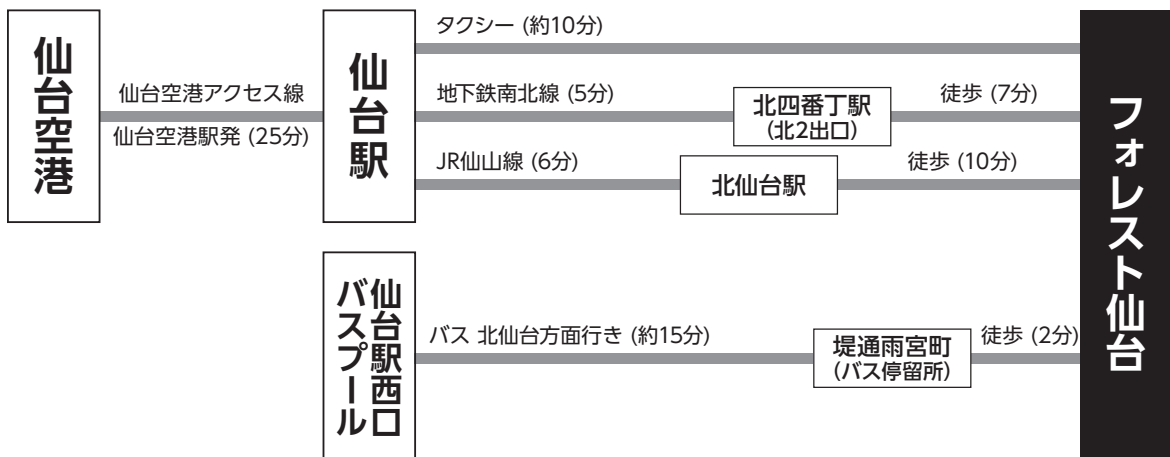 仙台空港
仙台空港アクセス線
仙台空港駅発 (25分)
仙台駅
タクシー (約10分)
地下鉄南北線 (5分)
北四番丁駅
(北2出口)
徒歩 (7分)
JR仙山線 (6分)
北仙台駅
徒歩 (10分)
仙台駅西口
バスプール
バス 北仙台方面行き (約15分)
堤通雨宮町
(バス停留所)
徒歩 (2分)
フォレスト仙台